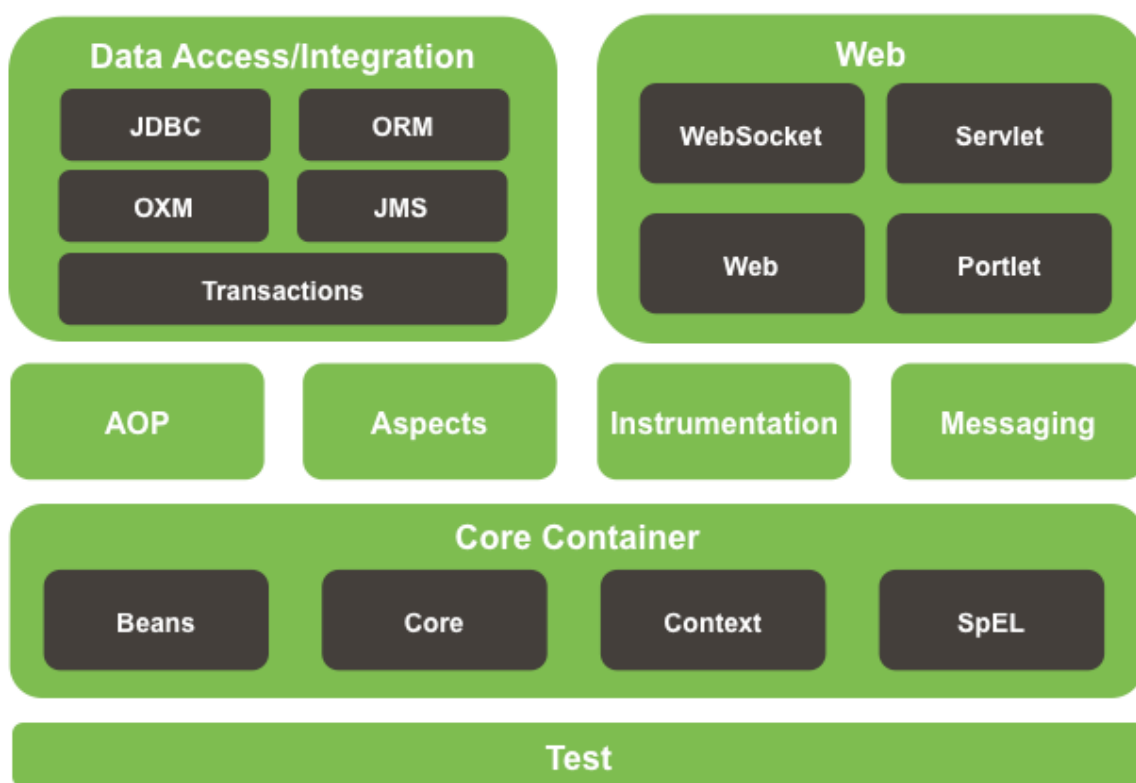 Data Access/Integration
JDBC
ORM
OXM
JMS
Transactions
Web
WebSocket
Servlet
Web
Portlet
AOP
Aspects
Instrumentation
Messaging
Core Container
Beans
Core
Context
SpEL
Test